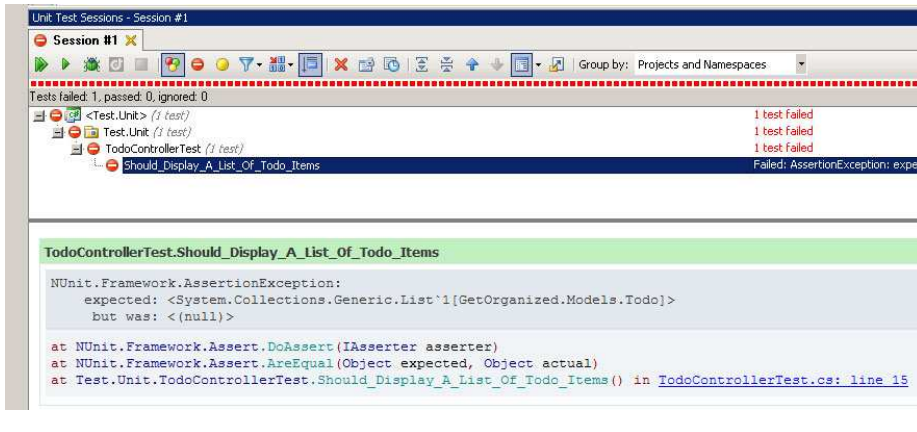 Unit Test Sessions - Session #1
Session #1
Group by: Projects and Namespaces
Tests failed: 1, passed: 0, ignored: 0
<Test.Unit> (1 test) 1 test failed
Test.Unit (1 test) 1 test failed
TodoControllerTest (1 test) 1 test failed
Should_Display_A_List_Of_Todo_Items Failed: AssertionException: expe
TodoControllerTest.Should_Display_A_List_Of_Todo_Items
NUnit.Framework.AssertionException:
expected: <System.Collections.Generic.List`1[GetOrganized.Models.Todo]>
but was: <(null)>
at NUnit.Framework.Assert.DoAssert(IAsserter asserter)
at NUnit.Framework.Assert.AreEqual(Object expected, Object actual)
at Test.Unit.TodoControllerTest.Should_Display_A_List_Of_Todo_Items() in TodoControllerTest.cs: line 15